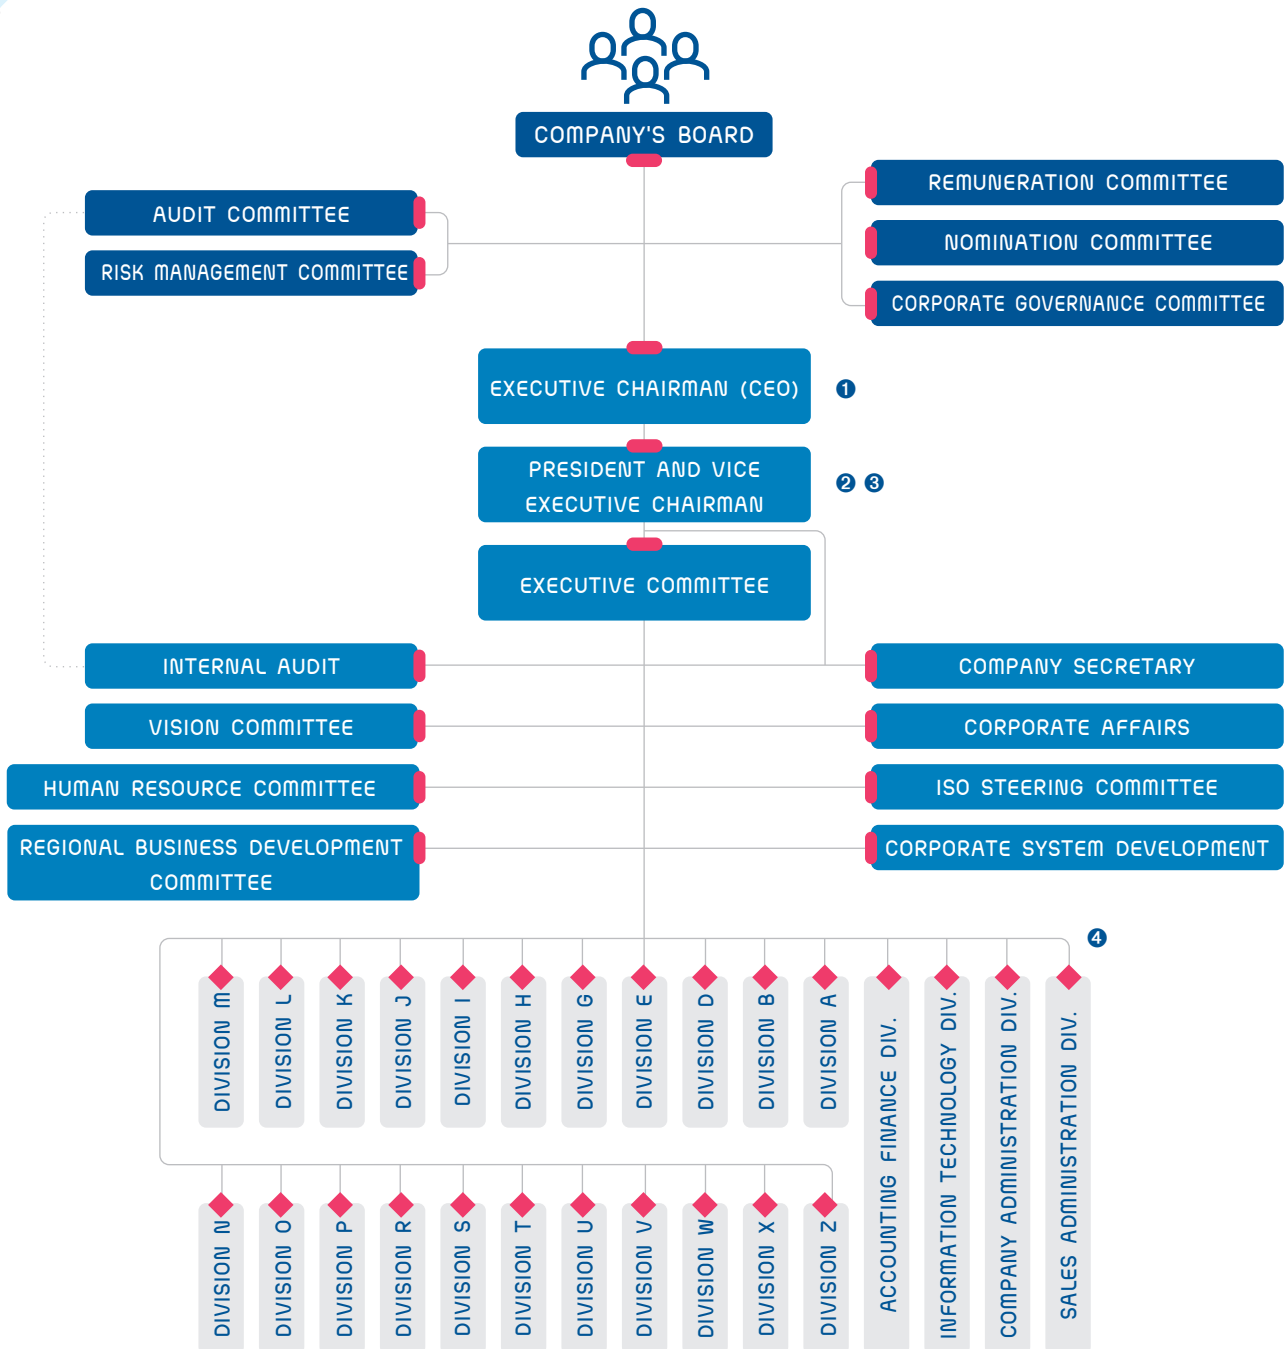 COMPANY'S BOARD
AUDIT COMMITTEE
RISK MANAGEMENT COMMITTEE
REMUNERATION COMMITTEE
NOMINATION COMMITTEE
CORPORATE GOVERNANCE COMMITTEE
EXECUTIVE CHAIRMAN (CEO)
1
PRESIDENT AND VICE
EXECUTIVE CHAIRMAN
2 3
EXECUTIVE COMMITTEE
INTERNAL AUDIT
COMPANY SECRETARY
VISION COMMITTEE
CORPORATE AFFAIRS
HUMAN RESOURCE COMMITTEE
ISO STEERING COMMITTEE
REGIONAL BUSINESS DEVELOPMENT
COMMITTEE
CORPORATE SYSTEM DEVELOPMENT
4
DIVISION M
DIVISION L
DIVISION K
DIVISION J
DIVISION I
DIVISION H
DIVISION G
DIVISION E
DIVISION D
DIVISION B
DIVISION A
ACCOUNTING FINANCE DIV.
INFORMATION TECHNOLOGY DIV.
COMPANY ADMINISTRATION DIV.
SALES ADMINISTRATION DIV.
DIVISION N
DIVISION O
DIVISION P
DIVISION R
DIVISION S
DIVISION T
DIVISION U
DIVISION V
DIVISION W
DIVISION X
DIVISION Z